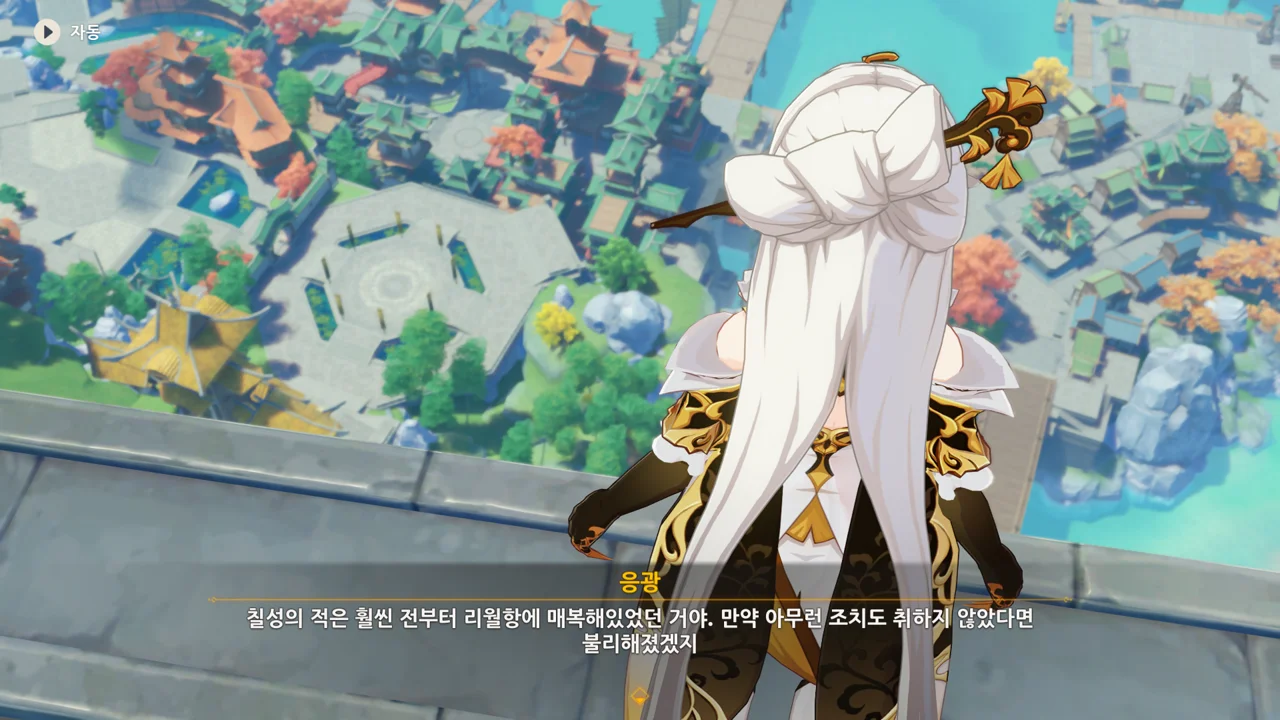 자동
응광
칠성의 적은 훨씬 전부터 리월항에 매복해있었던 거야. 만약 아무런 조치도 취하지 않았다면
불리해졌겠지